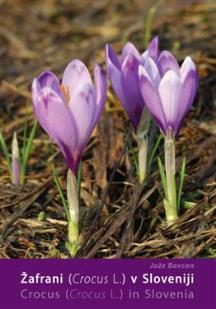 Jože Bavcon
Žafrani (Crocus L.) v Sloveniji
Crocus (Crocus L.) in Slovenia